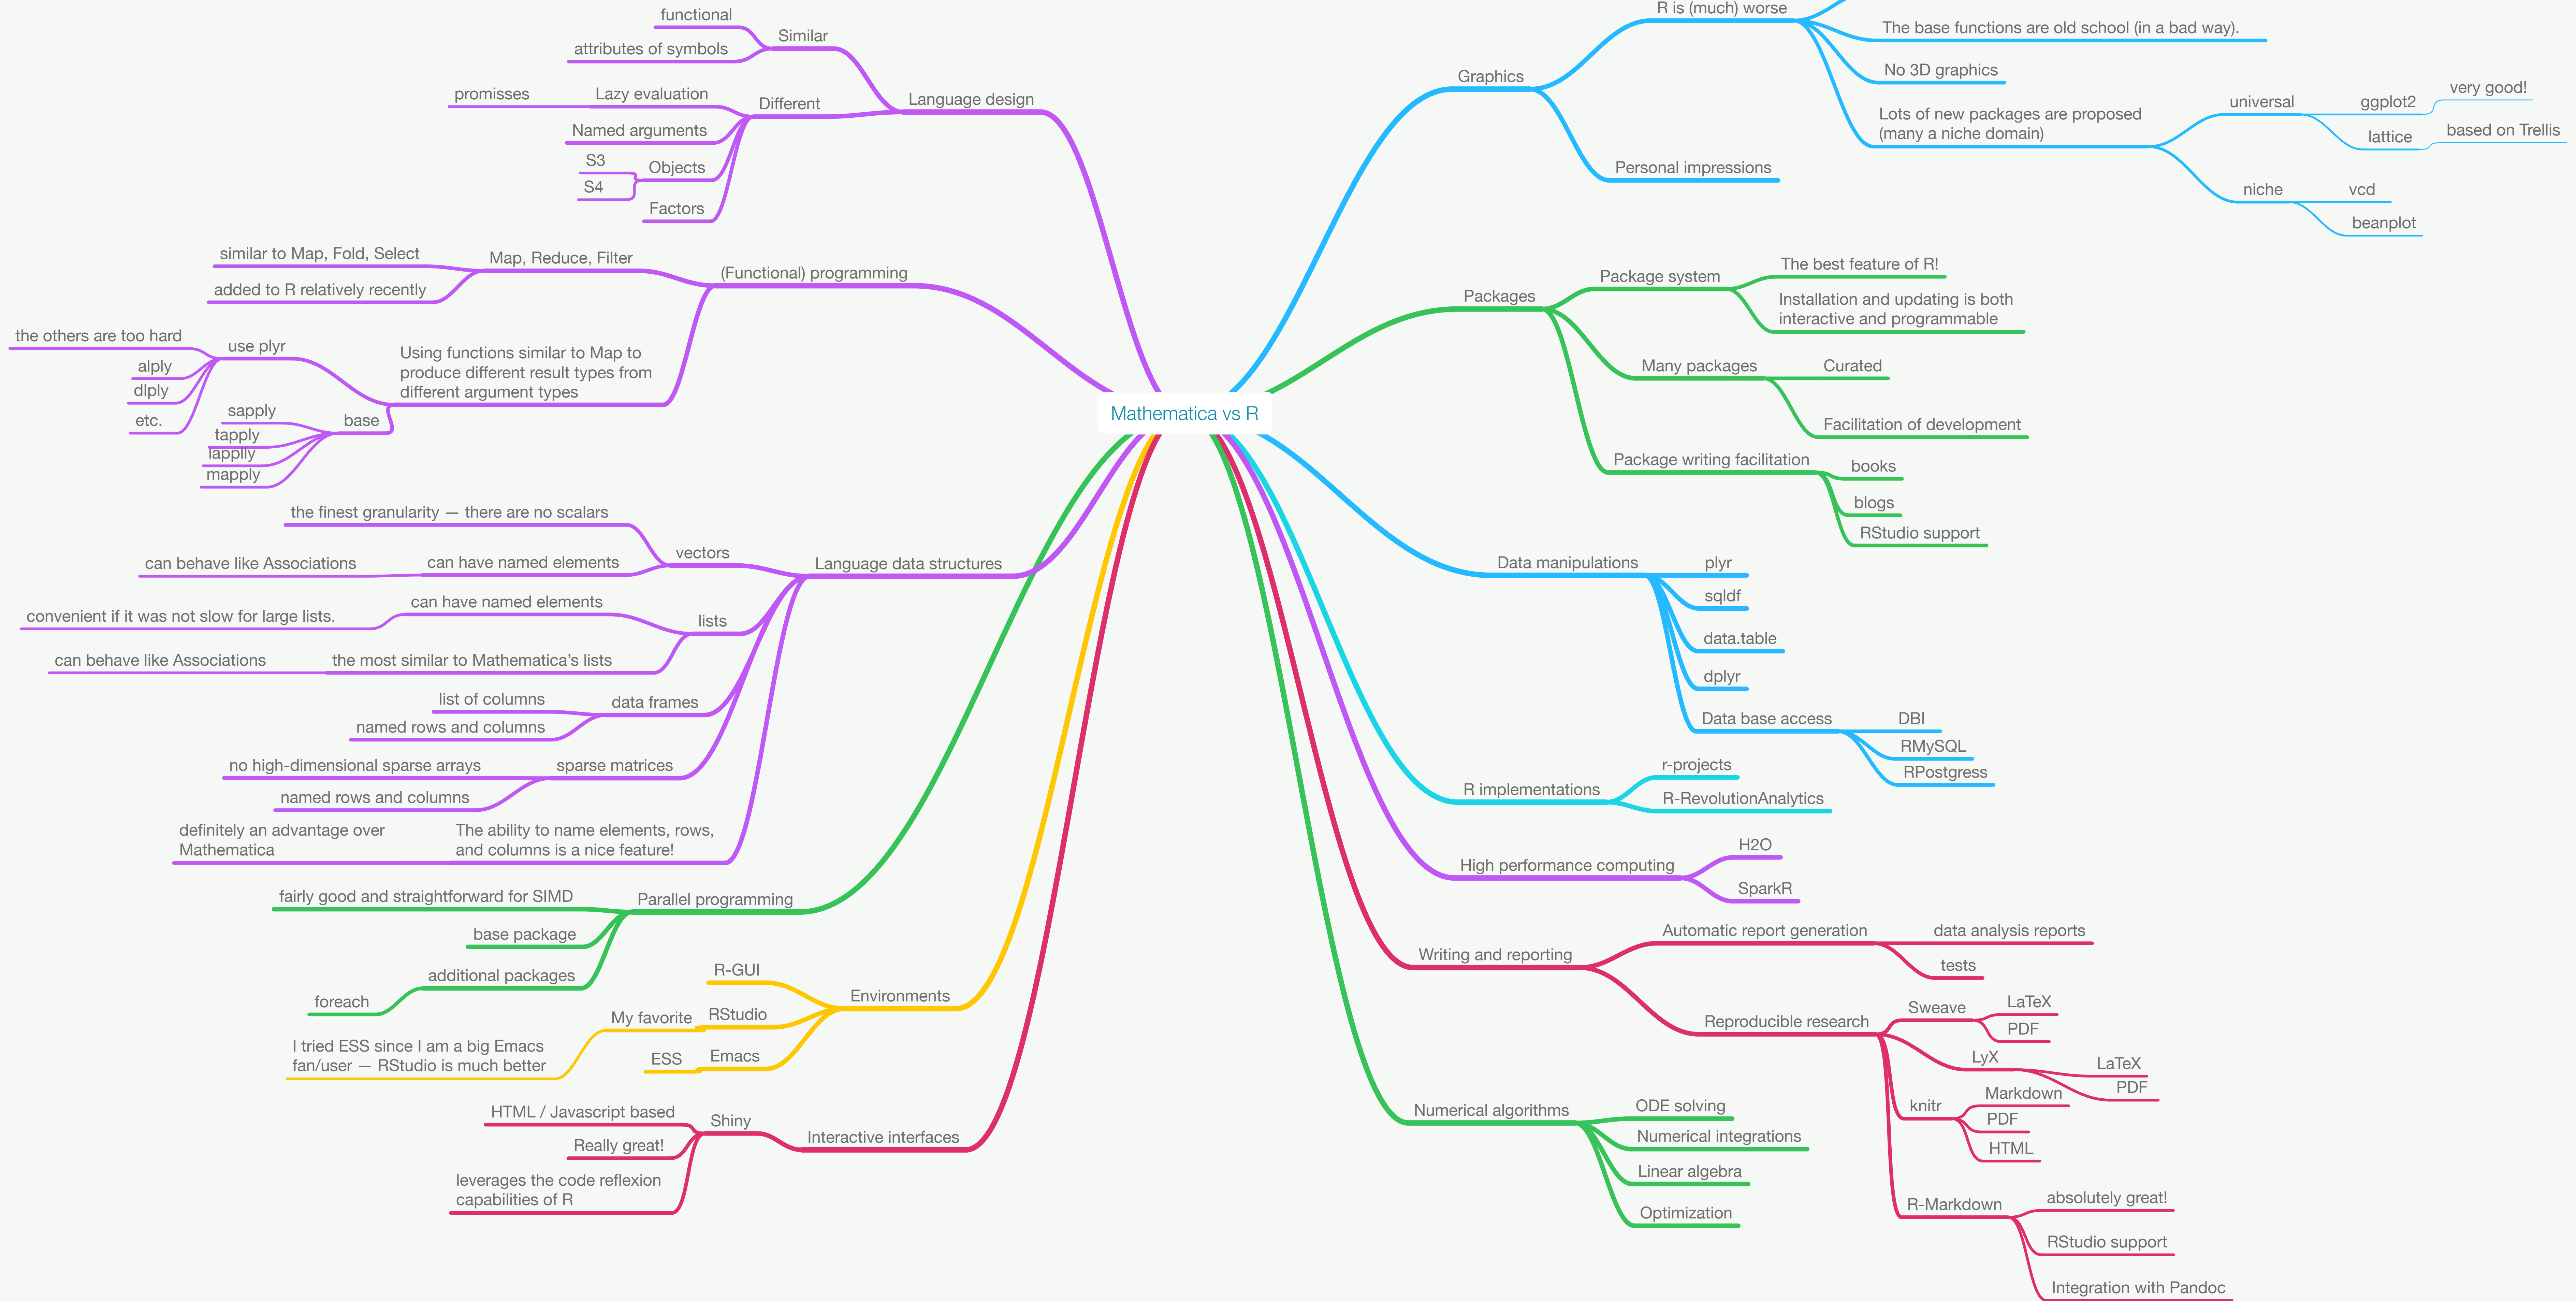 Mathematica vs R
Language design
Similar
functional
attributes of symbols
Different
Lazy evaluation
promisses
Named arguments
Objects
S3
S4
Factors
(Functional) programming
Map, Reduce, Filter
similar to Map, Fold, Select
added to R relatively recently
Using functions similar to Map to
produce different result types from
different argument types
use plyr
the others are too hard
alply
dlply
etc.
base
sapply
tapply
lapplly
mapply
Language data structures
vectors
the finest granularity — there are no scalars
can have named elements
can behave like Associations
lists
can have named elements
convenient if it was not slow for large lists.
the most similar to Mathematica’s lists
can behave like Associations
data frames
list of columns
named rows and columns
sparse matrices
no high-dimensional sparse arrays
named rows and columns
The ability to name elements, rows,
and columns is a nice feature!
definitely an advantage over
Mathematica
Parallel programming
fairly good and straightforward for SIMD
base package
additional packages
foreach
Environments
R-GUI
RStudio
My favorite
I tried ESS since I am a big Emacs
fan/user — RStudio is much better
Emacs
ESS
Interactive interfaces
Shiny
HTML / Javascript based
Really great!
leverages the code reflexion
capabilities of R
Graphics
R is (much) worse
The base functions are old school (in a bad way).
No 3D graphics
Lots of new packages are proposed
(many a niche domain)
universal
ggplot2
very good!
lattice
based on Trellis
niche
vcd
beanplot
Personal impressions
Packages
Package system
The best feature of R!
Installation and updating is both
interactive and programmable
Many packages
Curated
Facilitation of development
Package writing facilitation
books
blogs
RStudio support
Data manipulations
plyr
sqldf
data.table
dplyr
Data base access
DBI
RMySQL
RPostgress
R implementations
r-projects
R-RevolutionAnalytics
High performance computing
H2O
SparkR
Writing and reporting
Automatic report generation
data analysis reports
tests
Reproducible research
Sweave
LaTeX
PDF
LyX
LaTeX
PDF
knitr
Markdown
PDF
HTML
R-Markdown
absolutely great!
RStudio support
Integration with Pandoc
Numerical algorithms
ODE solving
Numerical integrations
Linear algebra
Optimization